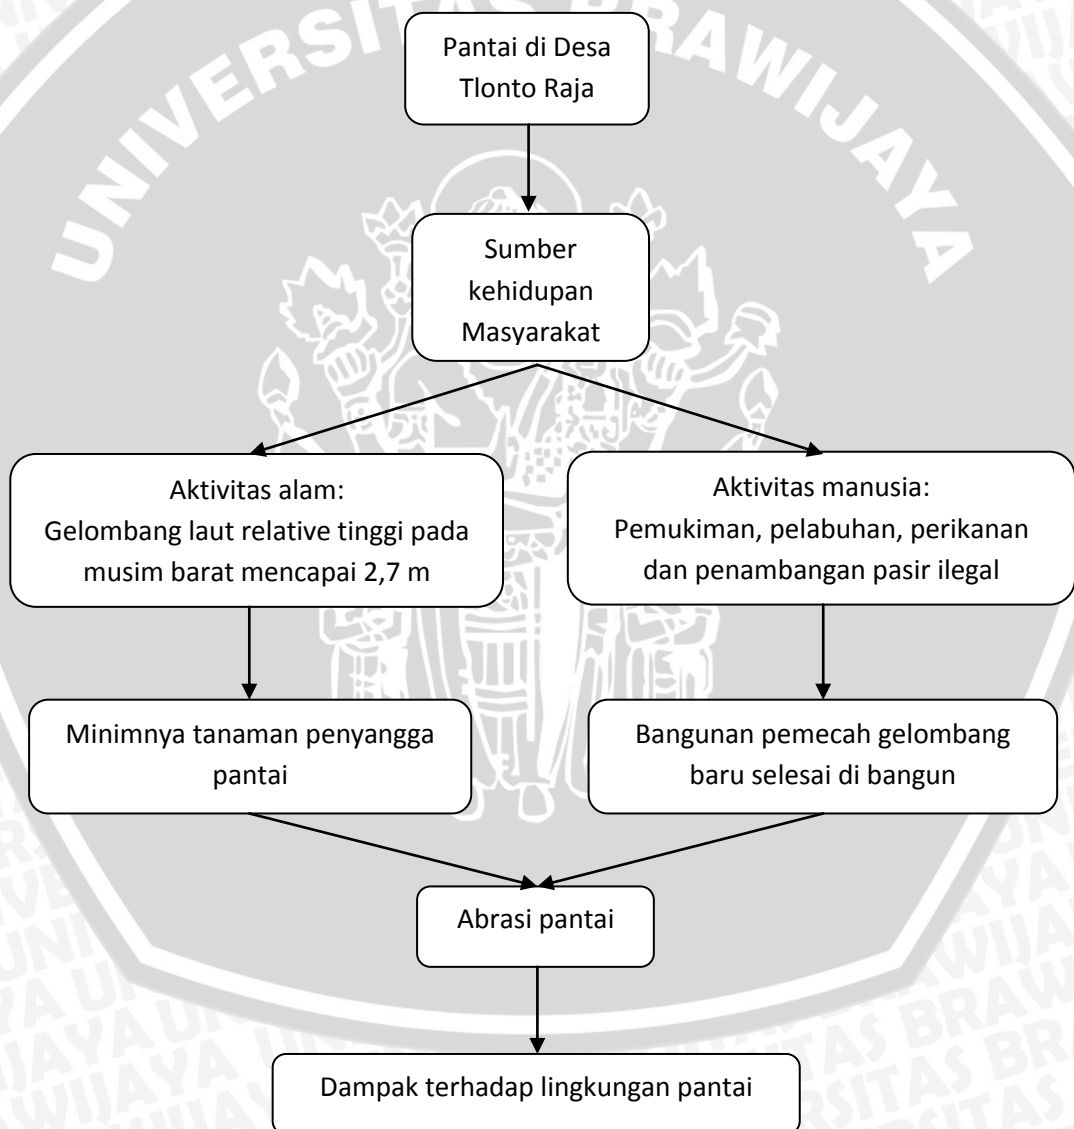 UNIVERSITAS BRAWIJAYA
Pantai di Desa
Tlonto Raja
Sumber
kehidupan
Masyarakat
Aktivitas alam:
Gelombang laut relative tinggi pada
musim barat mencapai 2,7 m
Aktivitas manusia:
Pemukiman, pelabuhan, perikanan
dan penambangan pasir ilegal
Minimnya tanaman penyangga
pantai
Bangunan pemecah gelombang
baru selesai di bangun
Abrasi pantai
Dampak terhadap lingkungan pantai